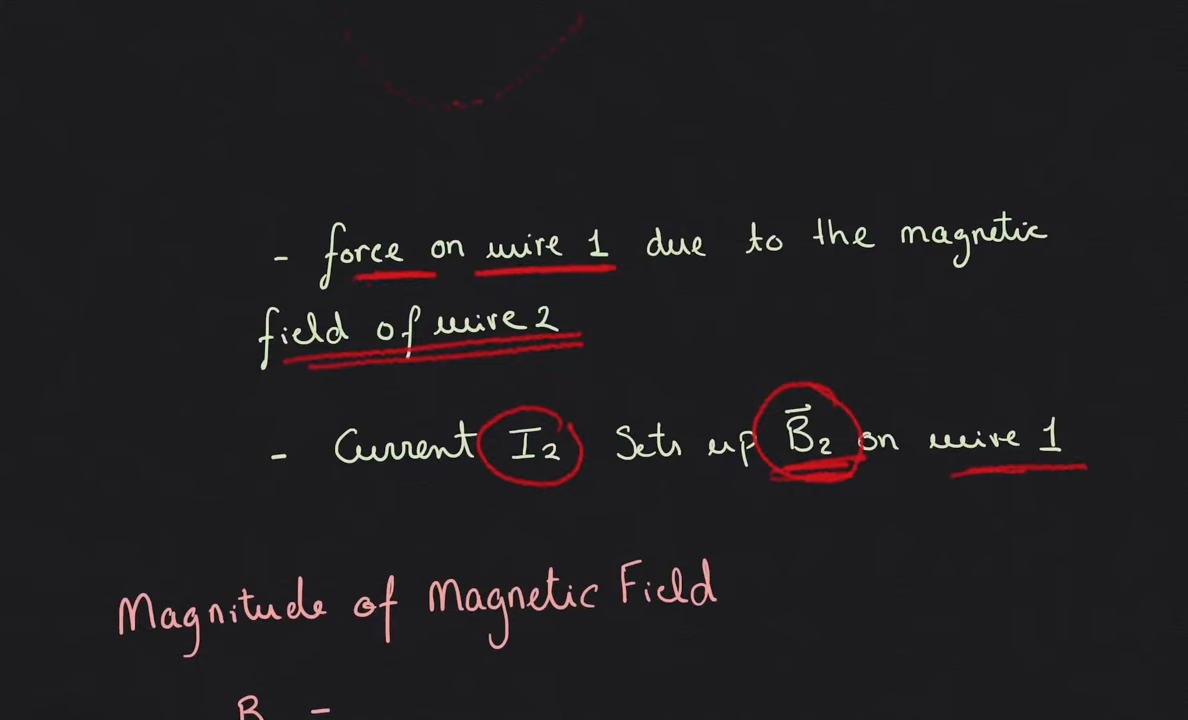 - force on wire 1 due to the magnetic
field of wire 2
- Current I₂ Sets up B⃗₂ on wire 1
Magnitude of Magnetic Field
B =